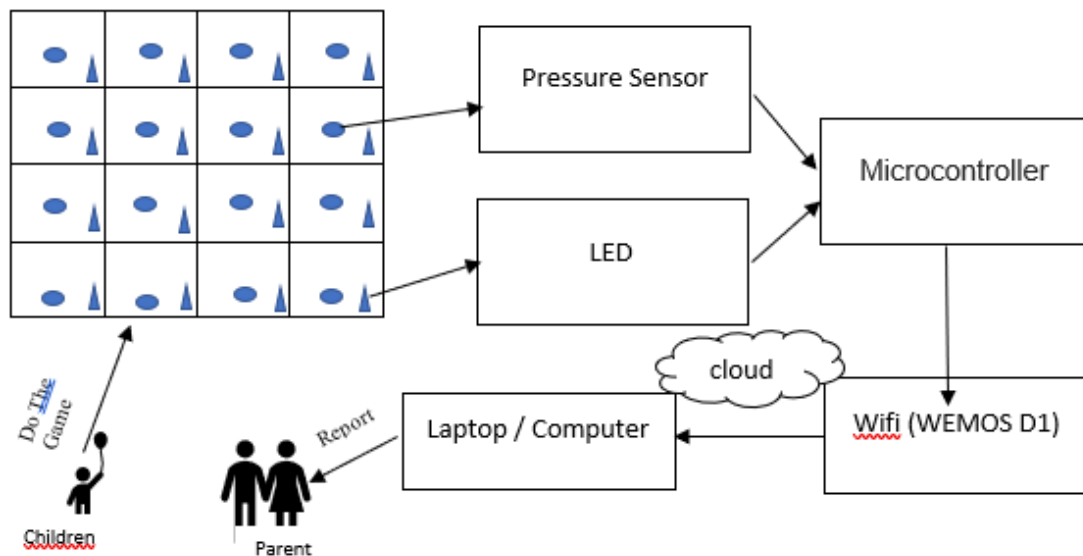 Pressure Sensor
Microcontroller
LED
cloud
Wifi (WEMOS D1)
Laptop / Computer
Report
Do The
Game
Children
Parent